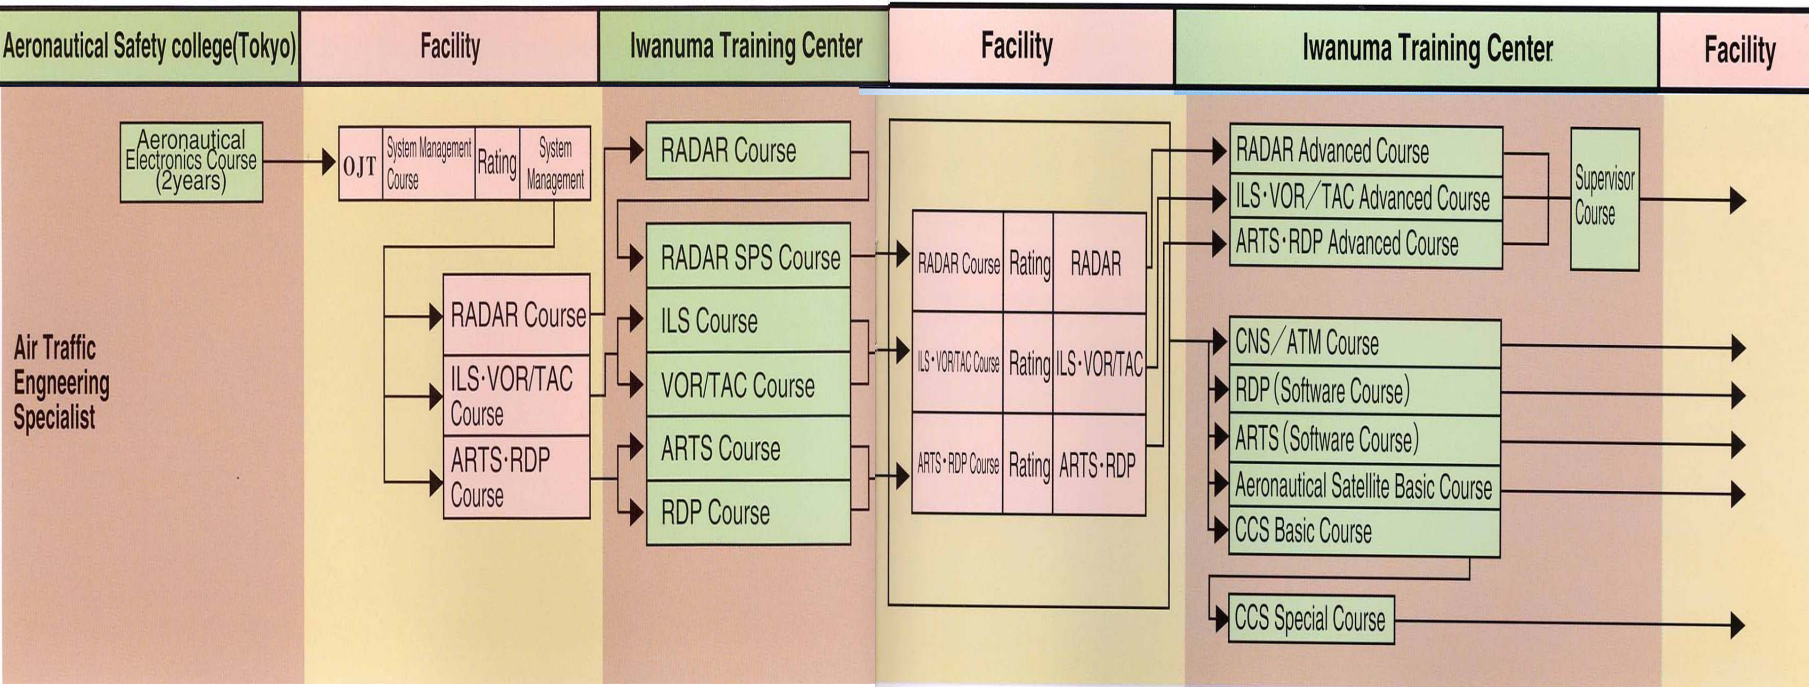 Aeronautical Safety college(Tokyo)
Facility
Iwanuma Training Center
Facility
Iwanuma Training Center
Facility
Air Traffic
Engneering
Specialist
Aeronautical
Electronics Course
(2years)
OJT
System Management
Course
Rating
System
Management
RADAR Course
ILS·VOR/TAC
Course
ARTS·RDP
Course
RADAR Course
RADAR SPS Course
ILS Course
VOR/TAC Course
ARTS Course
RDP Course
RADAR Course
Rating
RADAR
ILS·VOR/TAC Course
Rating
ILS·VOR/TAC
ARTS·RDP Course
Rating
ARTS·RDP
RADAR Advanced Course
ILS·VOR/TAC Advanced Course
ARTS·RDP Advanced Course
Supervisor
Course
CNS/ATM Course
RDP(Software Course)
ARTS(Software Course)
Aeronautical Satellite Basic Course
CCS Basic Course
CCS Special Course